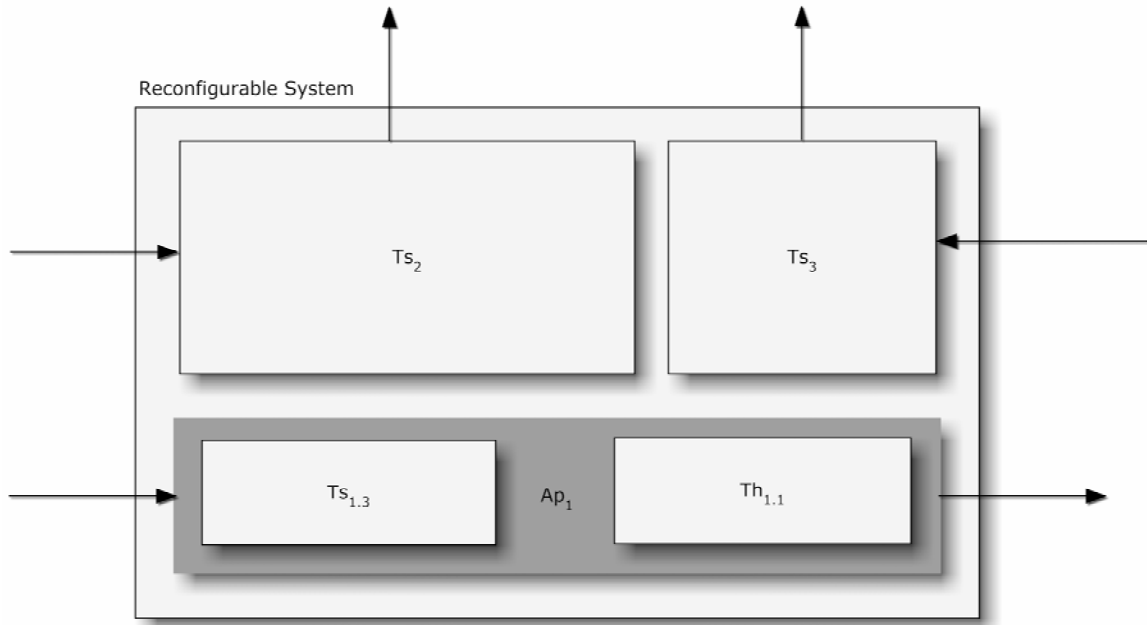 Reconfigurable System
Ts₂
Ts₃
Ts₁.₃
Ap₁
Th₁.₁